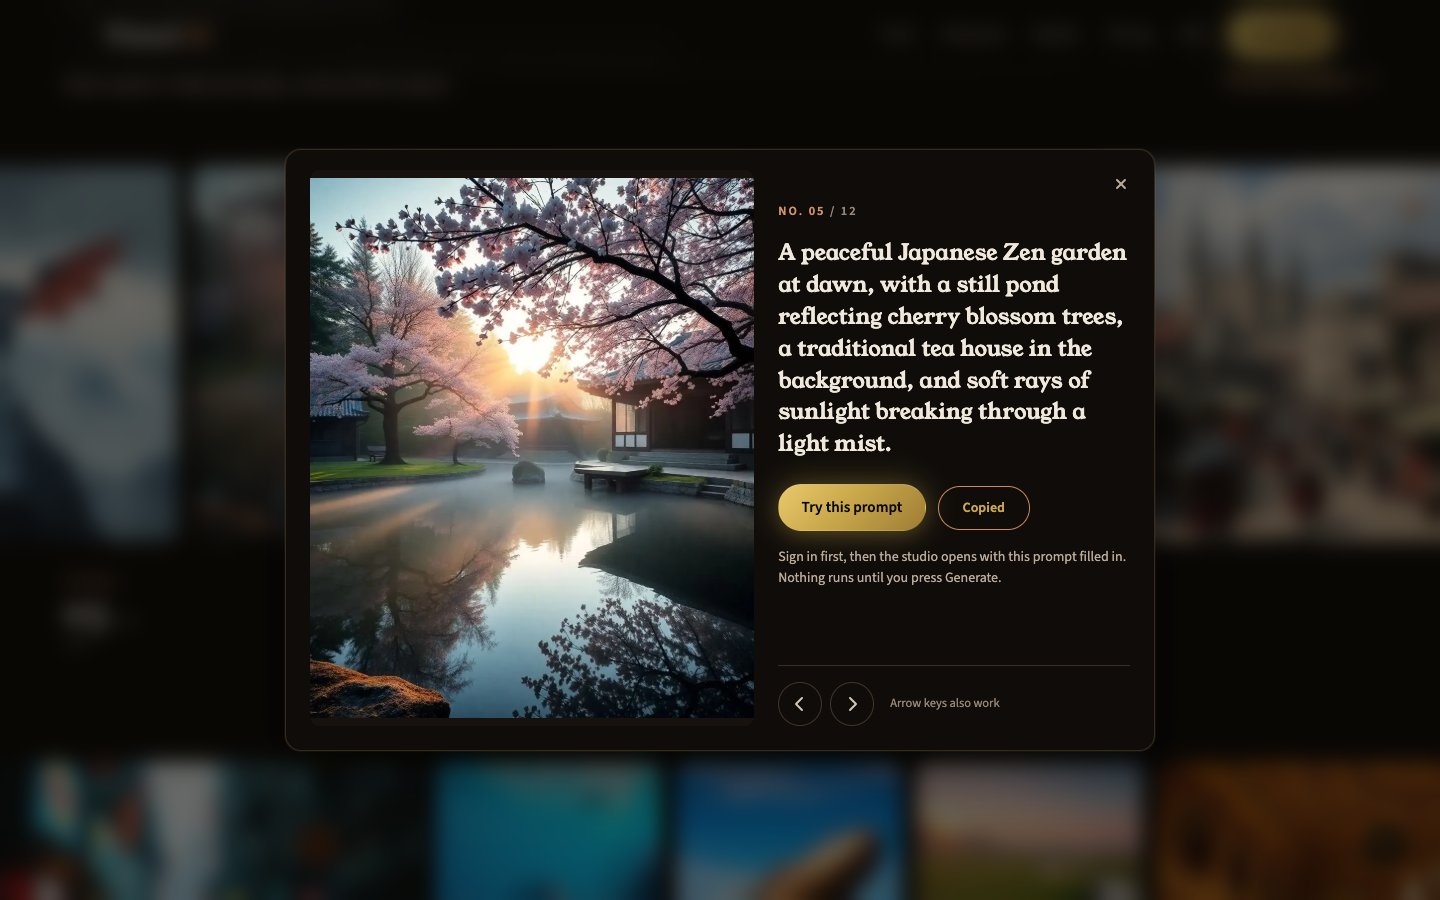 NO. 05 / 12
A peaceful Japanese Zen garden
at dawn, with a still pond
reflecting cherry blossom trees,
a traditional tea house in the
background, and soft rays of
sunlight breaking through a
light mist.
Try this prompt
Copied
Sign in first, then the studio opens with this prompt filled in.
Nothing runs until you press Generate.
Arrow keys also work